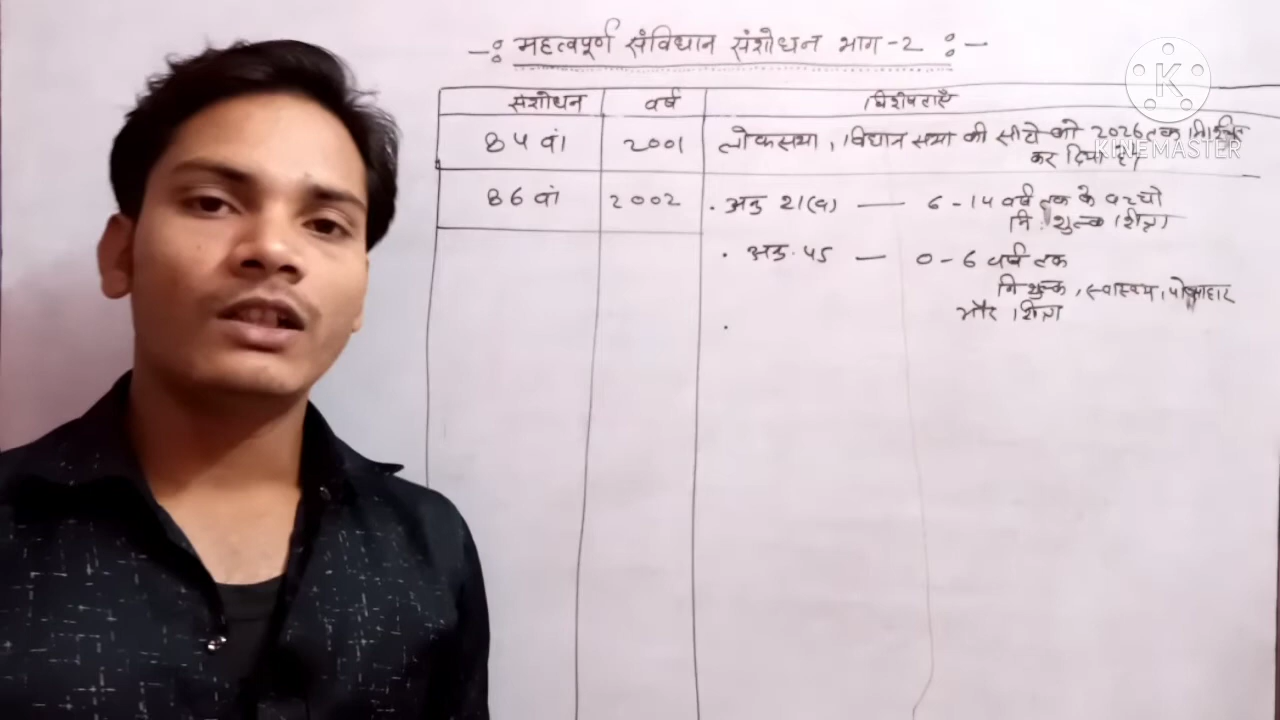 -: महत्वपूर्ण संविधान संशोधन भाग-2 :-
संशोधन वर्ष विशेषताएँ
84 वां 2001 लोकसभा, विधान सभा की सीटो को 2026 तक
कर दिया
86 वां 2002 . अनु 21(क) — 6-14 वर्ष तक के बच्चो
नि:शुल्क शिक्षा
. अनु. 45 — 0-6 वर्ष तक
निशुल्क, स्वास्थ्य, पोषाहार
और शिक्षा
K
KINEMASTER